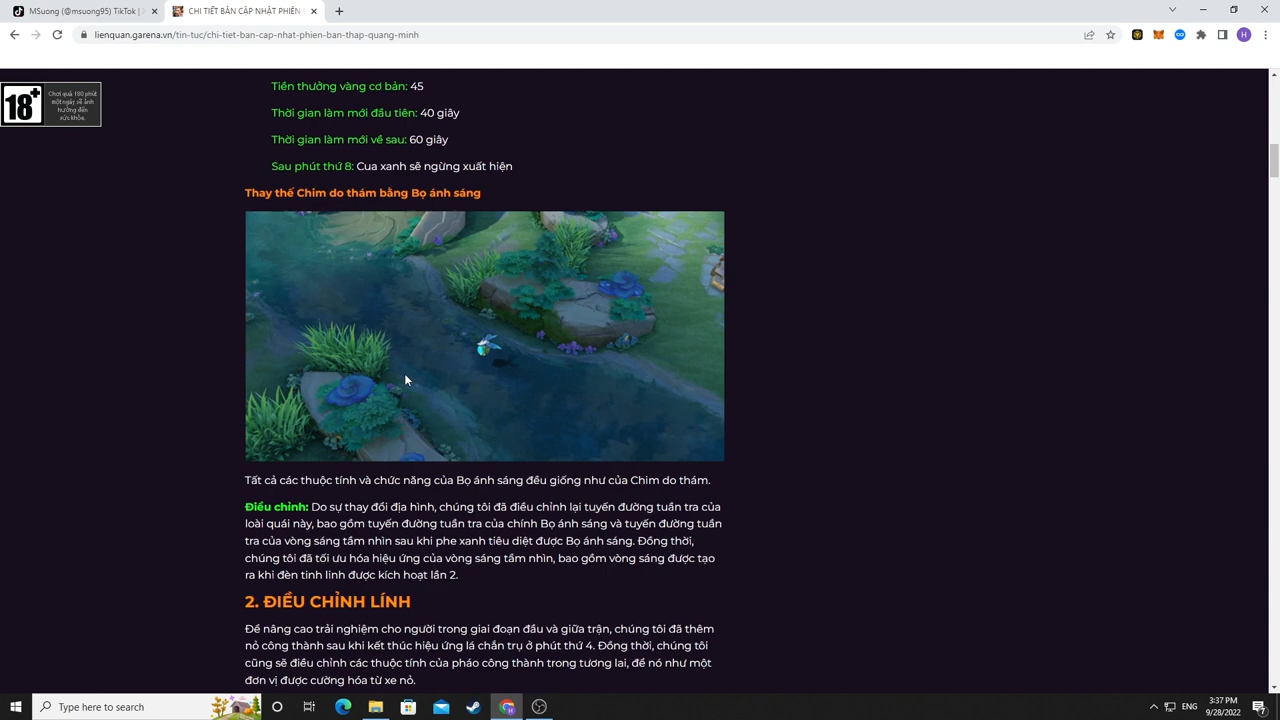 MSuong (@msuong95) TikTok |
CHI TIẾT BẢN CẬP NHẬT PHIÊN
lienquan.garena.vn/tin-tuc/chi-tiet-ban-cap-nhat-phien-ban-thap-quang-minh
H
18+
Chơi quá 180 phút
một ngày sẽ ảnh
hưởng đến
sức khỏe.
Tiền thưởng vàng cơ bản: 45
Thời gian làm mới đầu tiên: 40 giây
Thời gian làm mới về sau: 60 giây
Sau phút thứ 8: Cua xanh sẽ ngừng xuất hiện
Thay thế Chim do thám bằng Bọ ánh sáng
Tất cả các thuộc tính và chức năng của Bọ ánh sáng đều giống như của Chim do thám.
Điều chỉnh: Do sự thay đổi địa hình, chúng tôi đã điều chỉnh lại tuyến đường tuần tra của
loài quái này, bao gồm tuyến đường tuần tra của chính Bọ ánh sáng và tuyến đường tuần
tra của vòng sáng tầm nhìn sau khi phe xanh tiêu diệt được Bọ ánh sáng. Đồng thời,
chúng tôi đã tối ưu hóa hiệu ứng của vòng sáng tầm nhìn, bao gồm vòng sáng được tạo
ra khi đèn tinh linh được kích hoạt lần 2.
2. ĐIỀU CHỈNH LÍNH
Để nâng cao trải nghiệm cho người trong giai đoạn đầu và giữa trận, chúng tôi đã thêm
nỏ công thành sau khi kết thúc hiệu ứng lá chắn trụ ở phút thứ 4. Đồng thời, chúng tôi
cũng sẽ điều chỉnh các thuộc tính của pháo công thành trong tương lai, để nó như một
đơn vị được cường hóa từ xe nỏ.
Type here to search
ENG
3:37 PM
9/28/2022
7